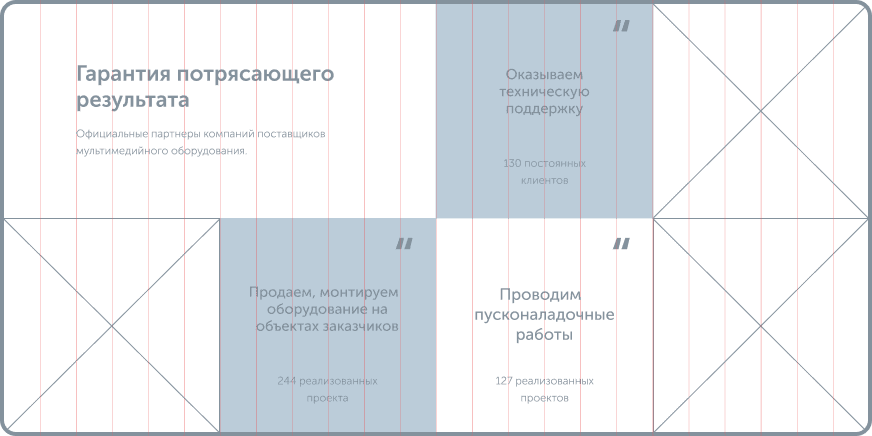 Гарантия потрясающего
результата
Официальные партнеры компаний поставщиков
мультимедийного оборудования.
Оказываем
техническую
поддержку
130 постоянных
клиентов
Продаем, монтируем
оборудование на
объектах заказчиков
244 реализованных
проекта
Проводим
пусконаладочные
работы
127 реализованных
проектов